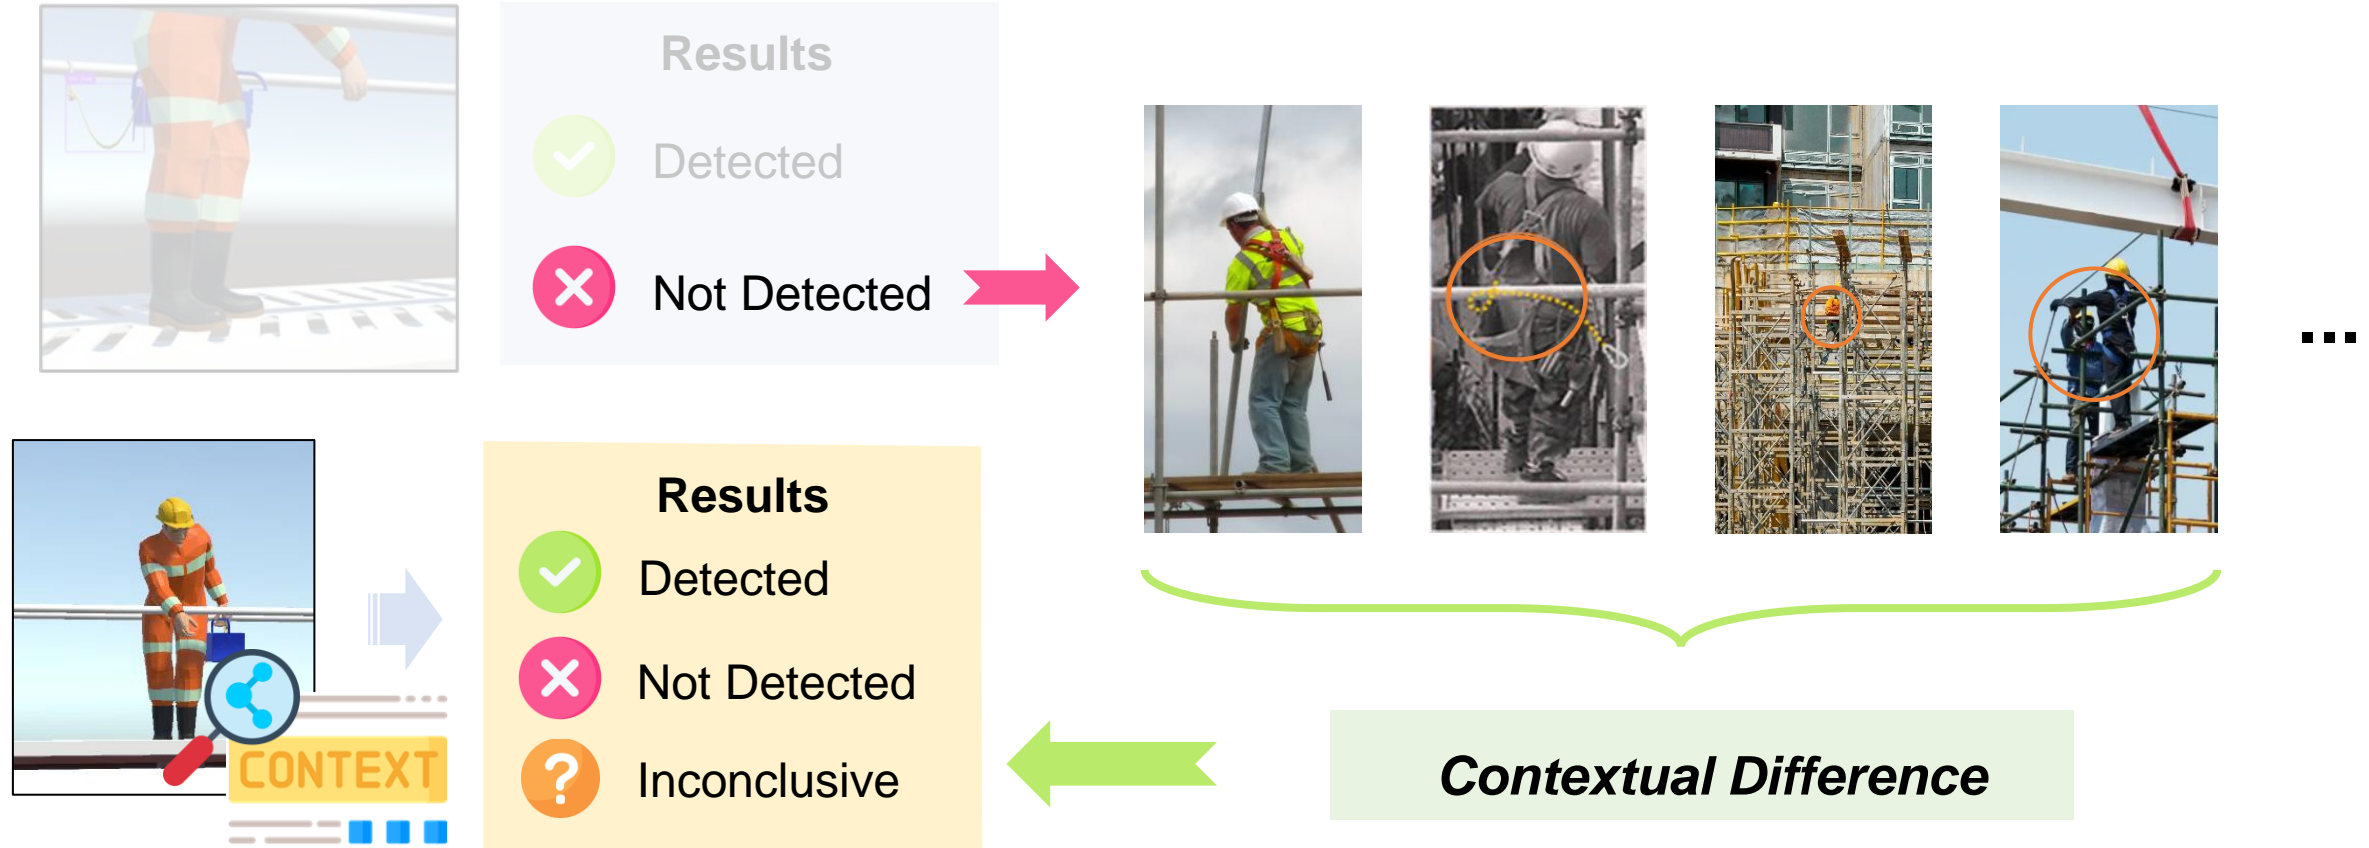 Results
Detected
Not Detected
...
Results
Detected
Not Detected
Inconclusive
CONTEXT
Contextual Difference